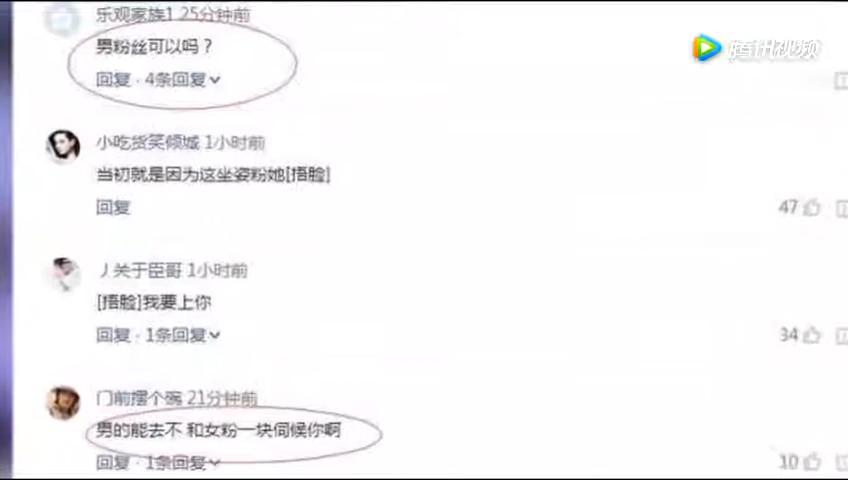 乐观家族1 25分钟前
腾讯视频
男粉丝可以吗？
回复 · 4条回复
小吃货笑倾城 1小时前
当初就是因为这坐姿粉她[捂脸]
回复
47
丿关于臣哥 1小时前
[捂脸]我要上你
回复 · 1条回复
34
门前摆个碗 21分钟前
男的能去不 和女粉一块伺候你啊
回复 · 1条回复
10